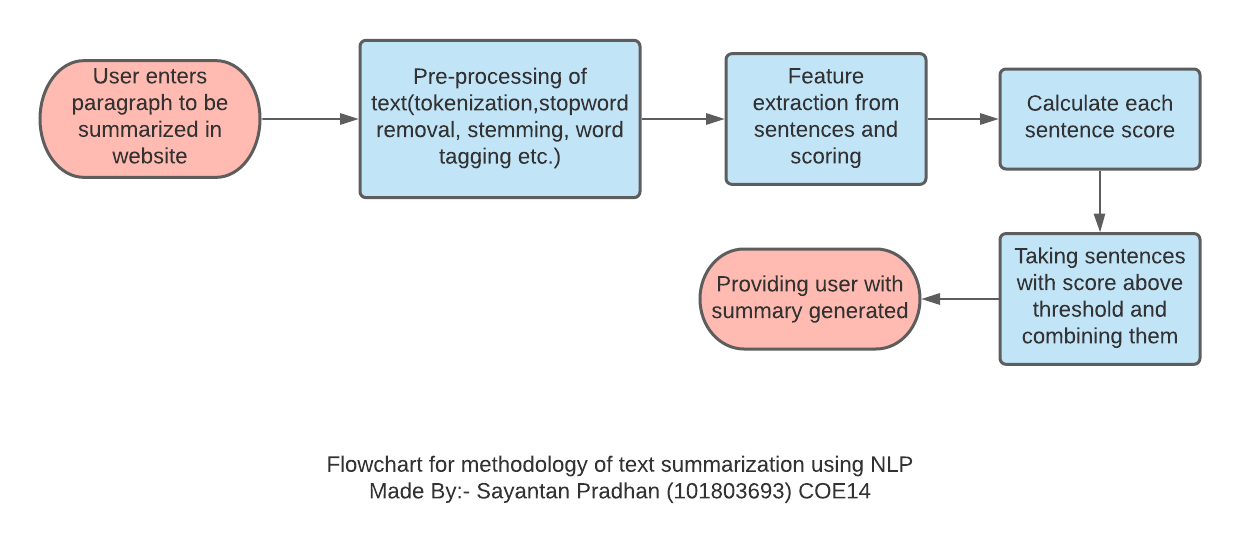 User enters
paragraph to be
summarized in
website
Pre-processing of
text(tokenization,stopword
removal, stemming, word
tagging etc.)
Feature
extraction from
sentences and
scoring
Calculate each
sentence score
Taking sentences
with score above
threshold and
combining them
Providing user with
summary generated
Flowchart for methodology of text summarization using NLP
Made By:- Sayantan Pradhan (101803693) COE14